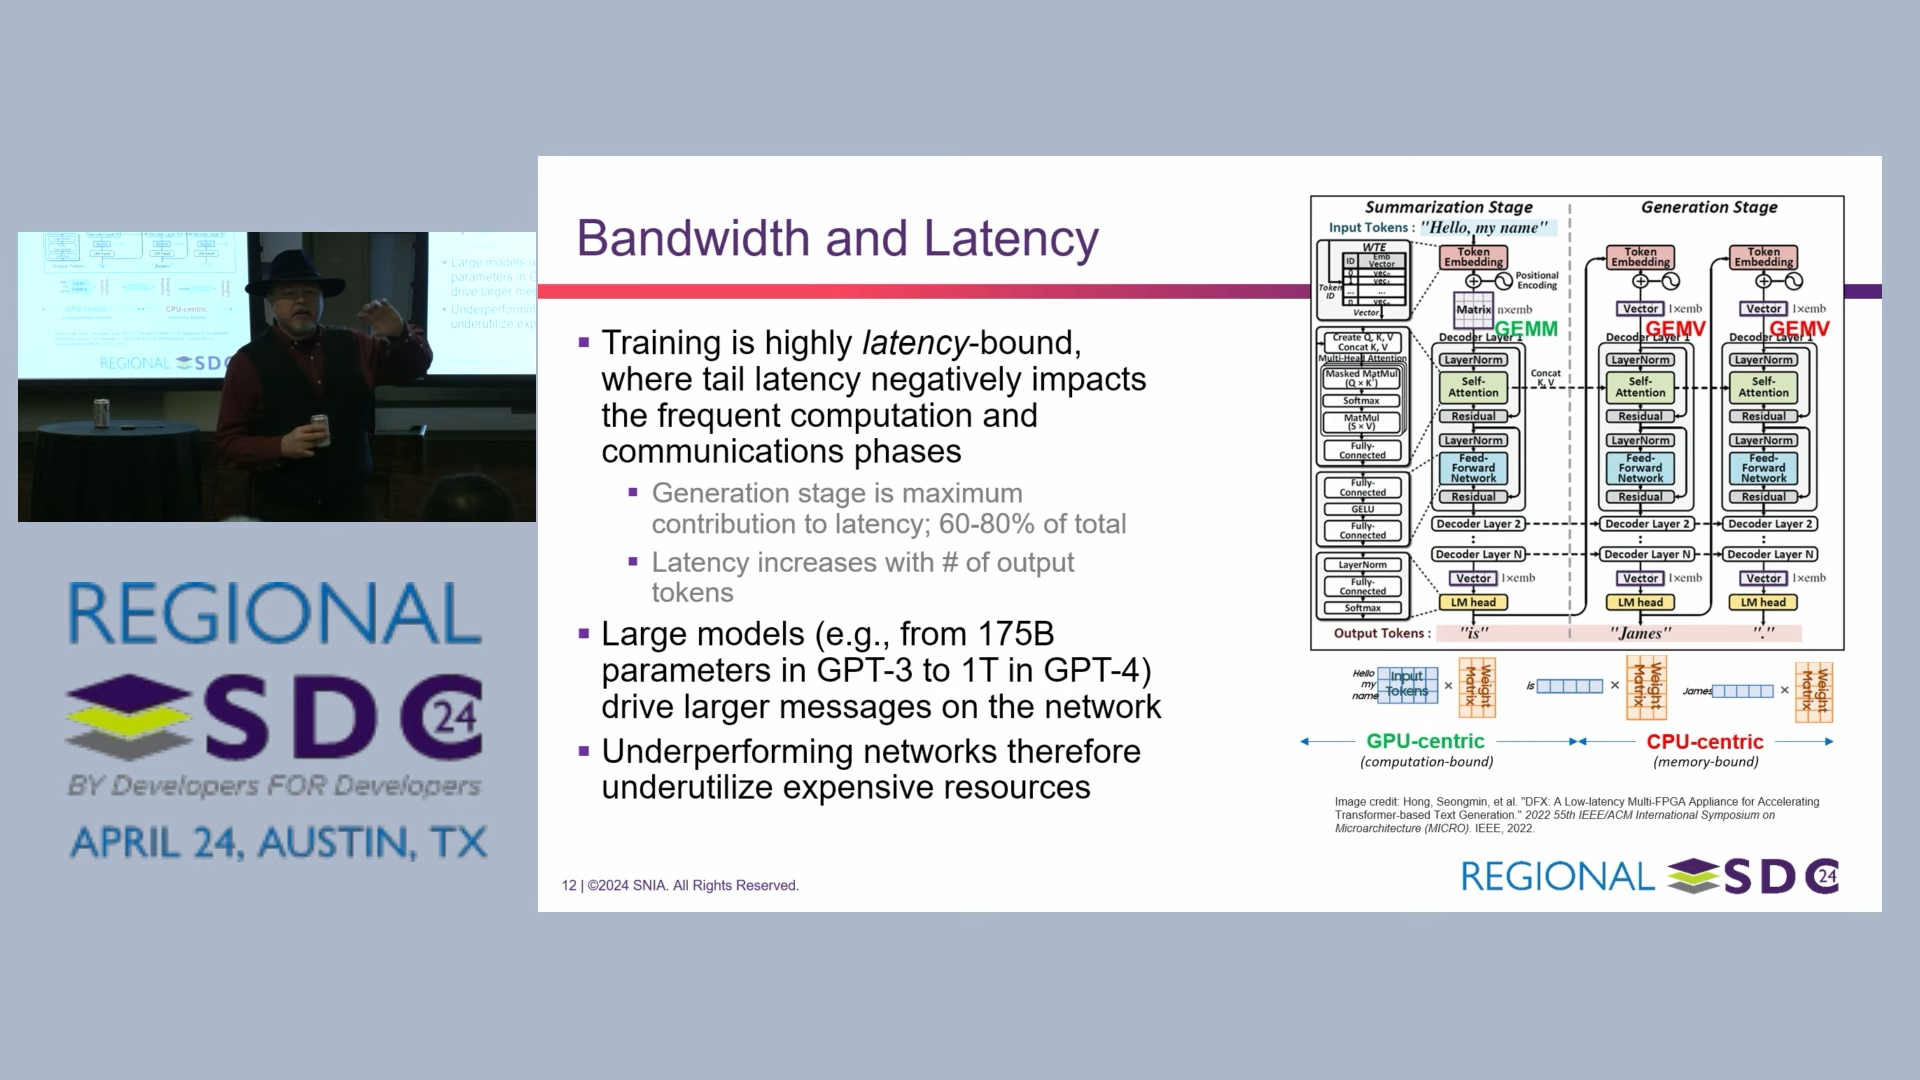 Bandwidth and Latency
Training is highly latency-bound,
where tail latency negatively impacts
the frequent computation and
communications phases
Generation stage is maximum
contribution to latency; 60-80% of total
Latency increases with # of output
tokens
Large models (e.g., from 175B
parameters in GPT-3 to 1T in GPT-4)
drive larger messages on the network
Underperforming networks therefore
underutilize expensive resources
Summarization Stage
Generation Stage
Input Tokens : "Hello, my name"
WTE
ID
Emb
Vector
0 vec₀
1 vec₁
... ...
n vecₙ
Token
ID
Vector
Create Q, K, V
Concat K, V
Multi-Head Attention
Masked MatMul
(Q × Kᵀ)
Softmax
MatMul
(S × V)
Fully-
Connected
Fully-
Connected
GELU
Fully-
Connected
LayerNorm
Fully-
Connected
Softmax
Token
Embedding
Positional
Encoding
Matrix n×emb
GEMM
Decoder Layer 1
LayerNorm
Self-
Attention
Concat
K, V
Residual
LayerNorm
Feed-
Forward
Network
Residual
Decoder Layer 2
:
Decoder Layer N
Vector 1×emb
LM head
Token
Embedding
Vector 1×emb
GEMV
Decoder Layer 1
LayerNorm
Self-
Attention
Residual
LayerNorm
Feed-
Forward
Network
Residual
Decoder Layer 2
:
Decoder Layer N
Vector 1×emb
LM head
Token
Embedding
Vector 1×emb
GEMV
Decoder Layer 1
LayerNorm
Self-
Attention
Residual
LayerNorm
Feed-
Forward
Network
Residual
Decoder Layer 2
:
Decoder Layer N
Vector 1×emb
LM head
Output Tokens : "is" "James" "."
Hello
my
name
Input
Tokens
×
Weight
Matrix
is
×
Weight
Matrix
James
×
Weight
Matrix
GPU-centric
(computation-bound)
CPU-centric
(memory-bound)
Image credit: Hong, Seongmin, et al. "DFX: A Low-latency Multi-FPGA Appliance for Accelerating
Transformer-based Text Generation." 2022 55th IEEE/ACM International Symposium on
Microarchitecture (MICRO). IEEE, 2022.
12 | ©2024 SNIA. All Rights Reserved.
REGIONAL SDC 24
REGIONAL
SDC 24
BY Developers FOR Developers
APRIL 24, AUSTIN, TX